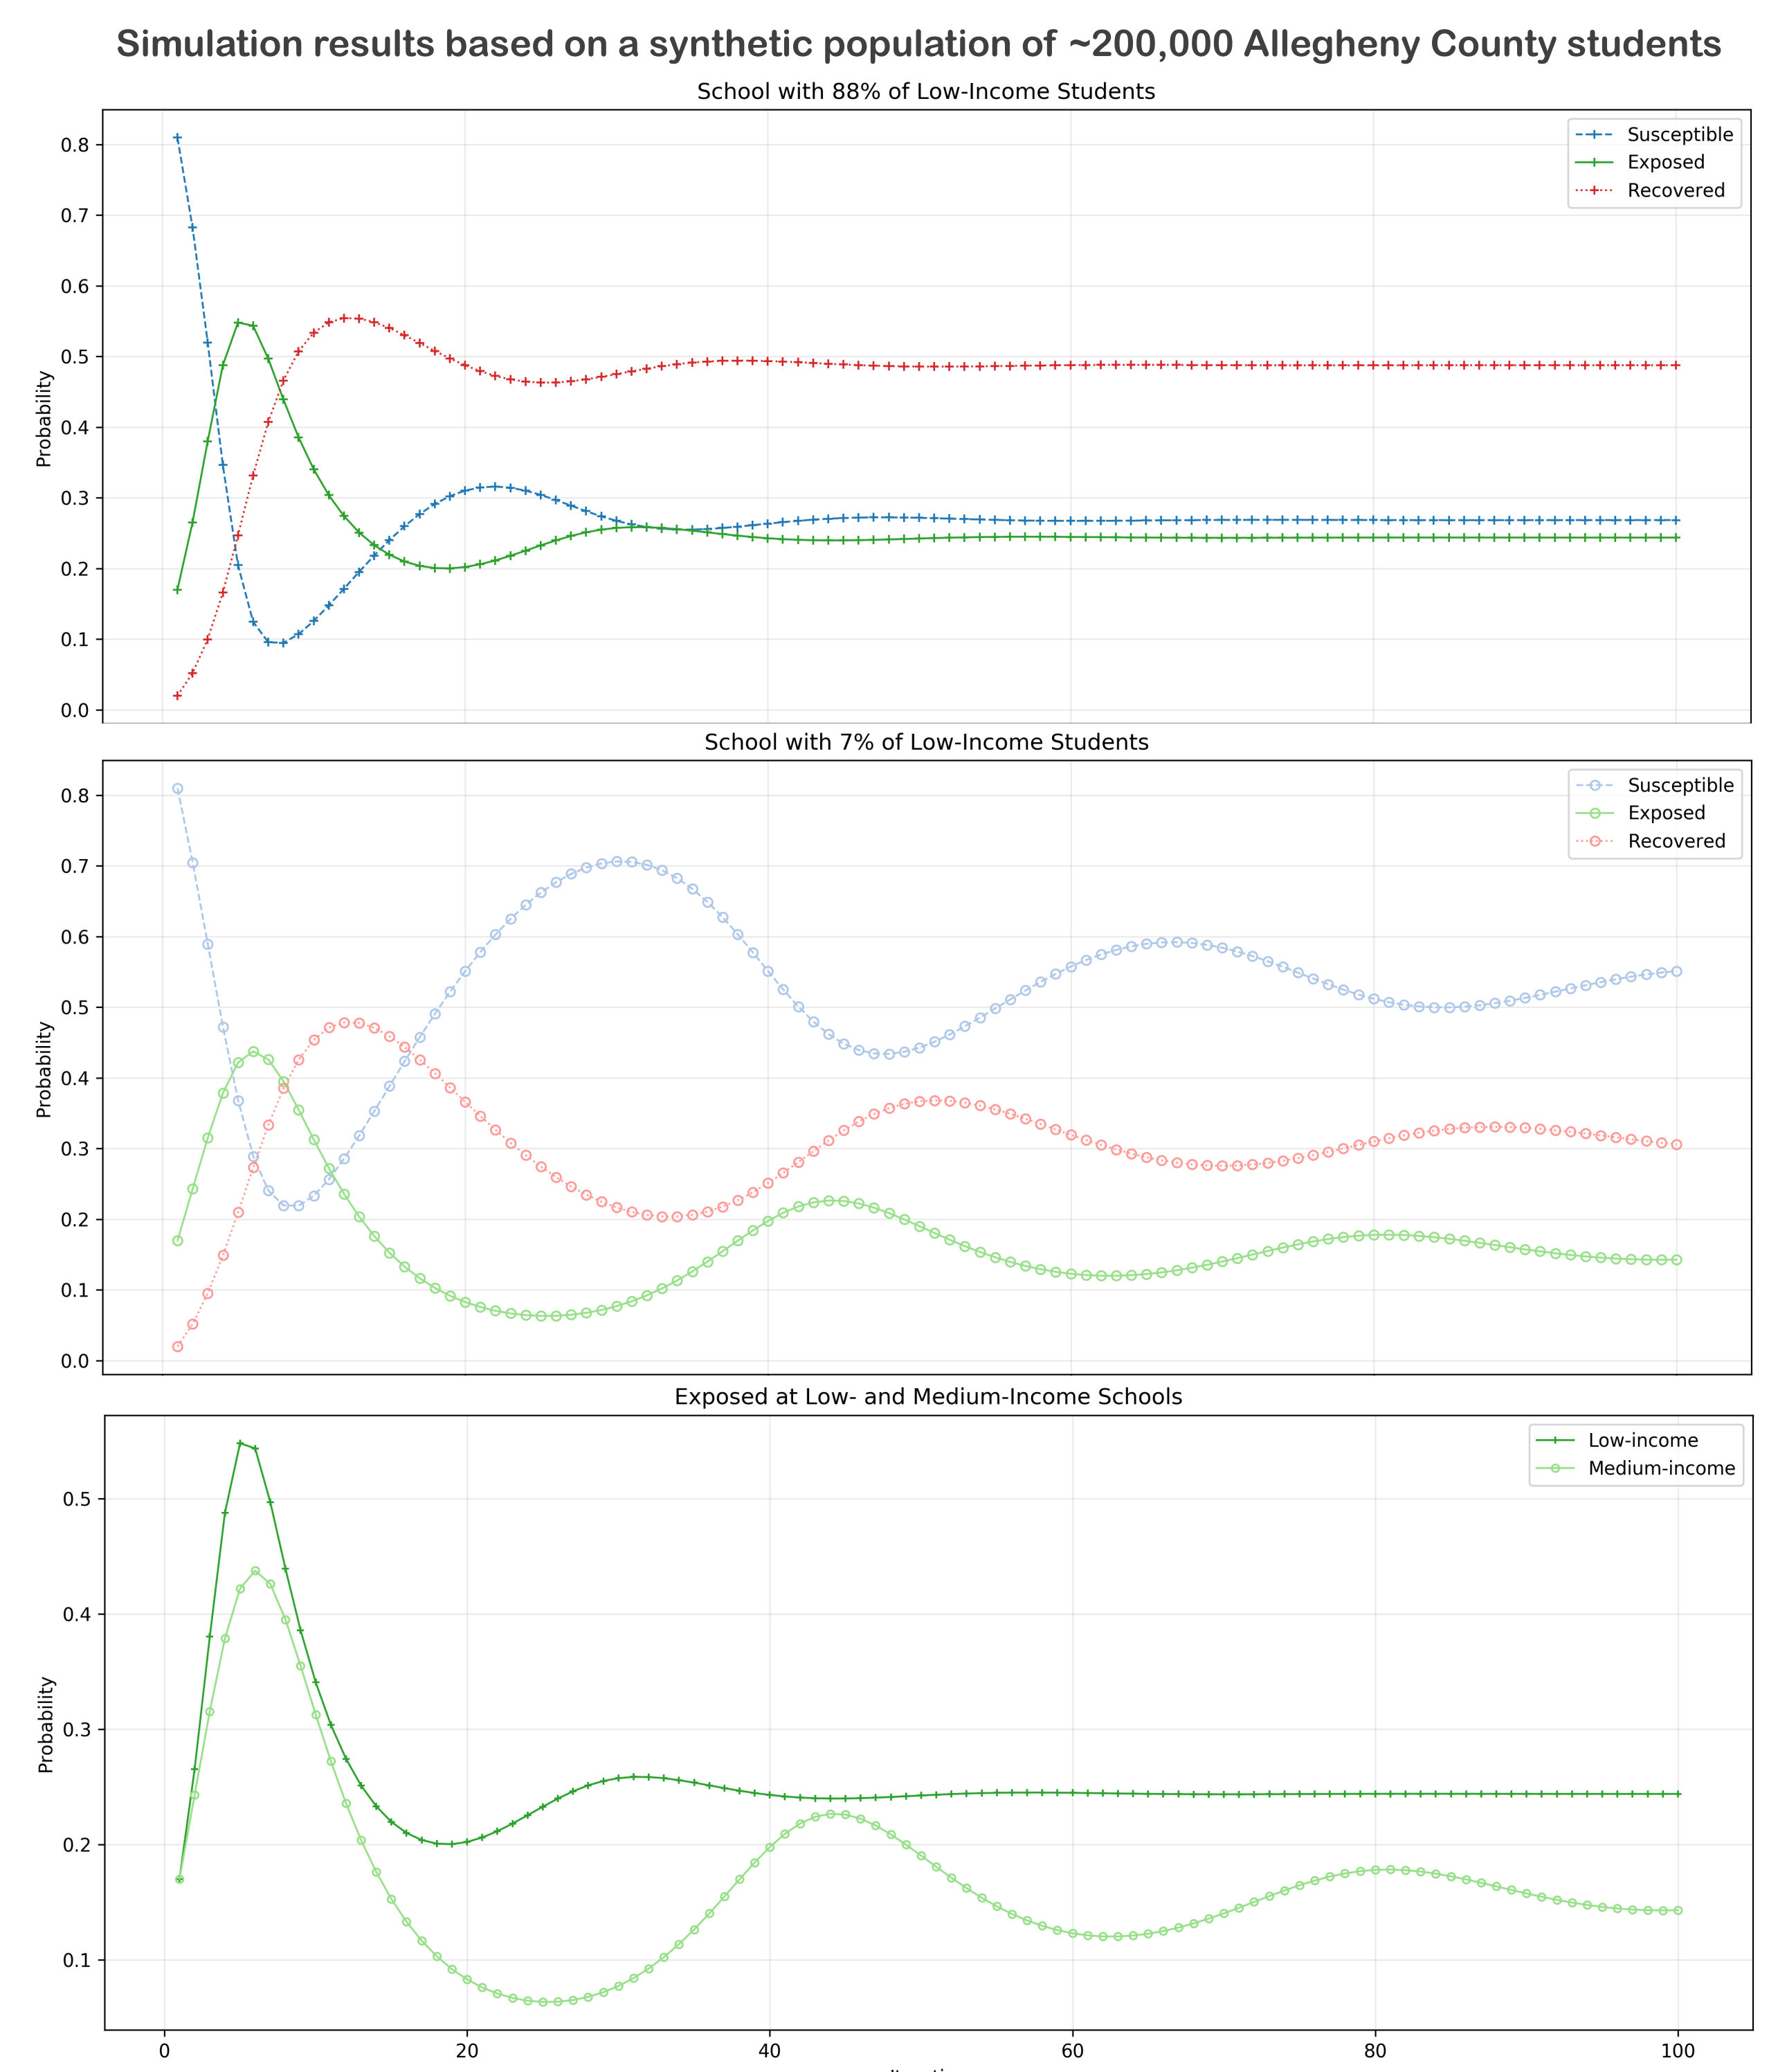 Simulation results based on a synthetic population of ~200,000 Allegheny County students
School with 88% of Low-Income Students
Susceptible
Exposed
Recovered
0.8
0.7
0.6
0.5
0.4
0.3
0.2
0.1
0.0
Probability
School with 7% of Low-Income Students
Susceptible
Exposed
Recovered
0.8
0.7
0.6
0.5
0.4
0.3
0.2
0.1
0.0
Probability
Exposed at Low- and Medium-Income Schools
Low-income
Medium-income
0.5
0.4
0.3
0.2
0.1
Probability
0 20 40 60 80 100